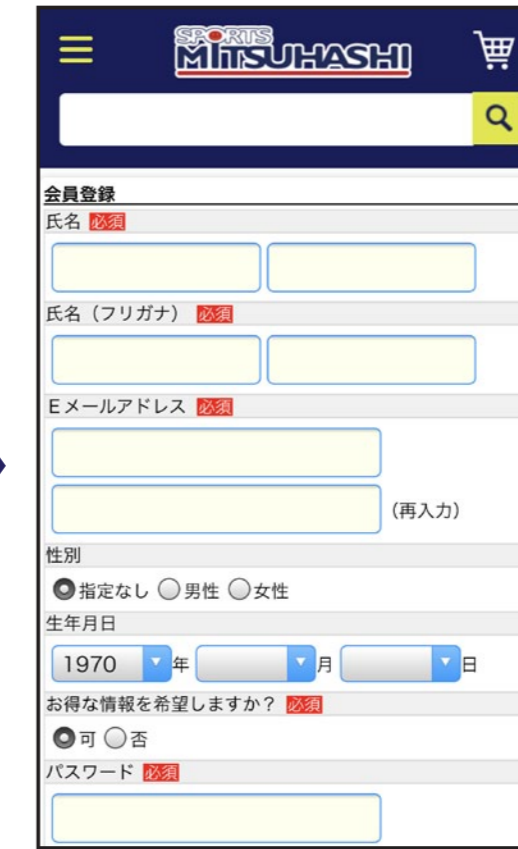 SPORTS
MITSUHASHI
会員登録
氏名 必須
氏名（フリガナ） 必須
Eメールアドレス 必須
（再入力）
性別
指定なし 男性 女性
生年月日
1970 年 月 日
お得な情報を希望しますか？ 必須
可 否
パスワード 必須